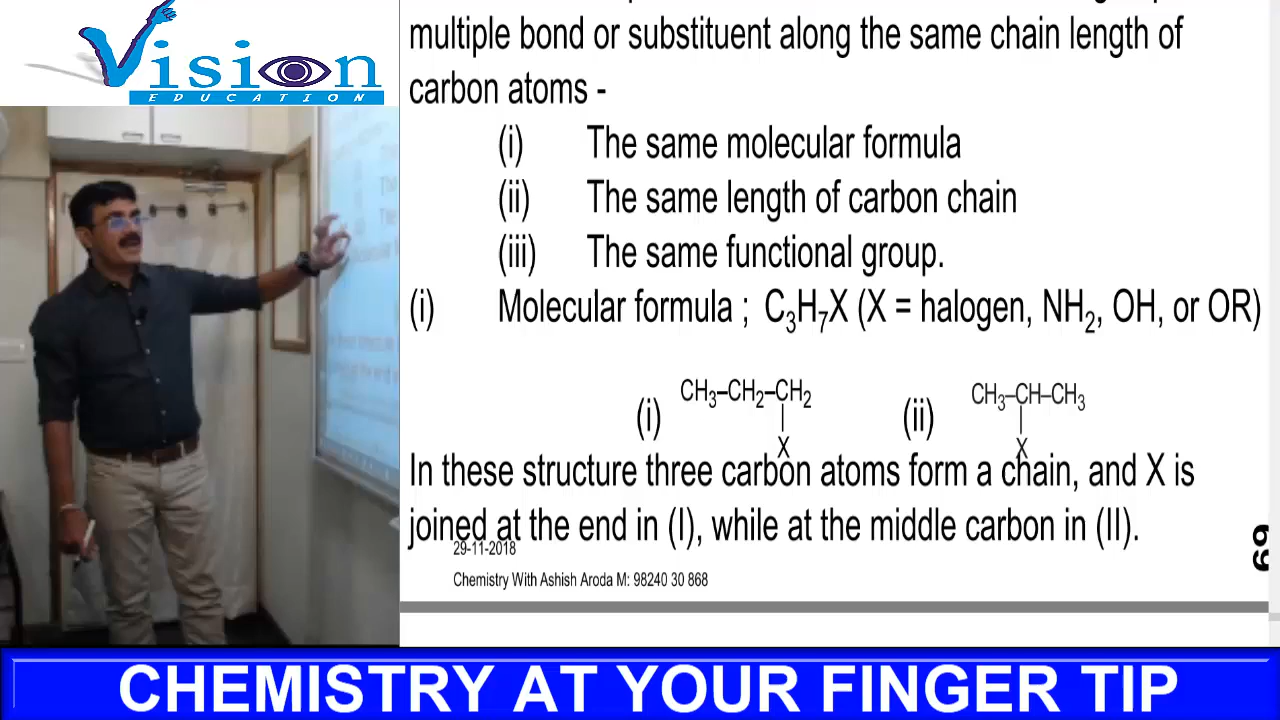 Vision
EDUCATION
multiple bond or substituent along the same chain length of
carbon atoms -
(i) The same molecular formula
(ii) The same length of carbon chain
(iii) The same functional group.
(i) Molecular formula ; C₃H₇X (X = halogen, NH₂, OH, or OR)
(i) CH₃–CH₂–CH₂ (ii) CH₃–CH–CH₃
X X
In these structure three carbon atoms form a chain, and X is
joined at the end in (I), while at the middle carbon in (II).
29-11-2018
Chemistry With Ashish Aroda M: 98240 30 868
69
CHEMISTRY AT YOUR FINGER TIP